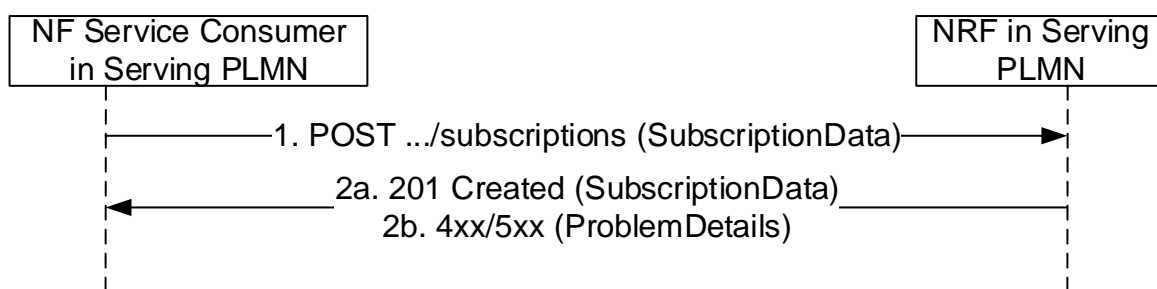 NF Service Consumer
in Serving PLMN
NRF in Serving
PLMN
1. POST .../subscriptions (SubscriptionData)
2a. 201 Created (SubscriptionData)
2b. 4xx/5xx (ProblemDetails)